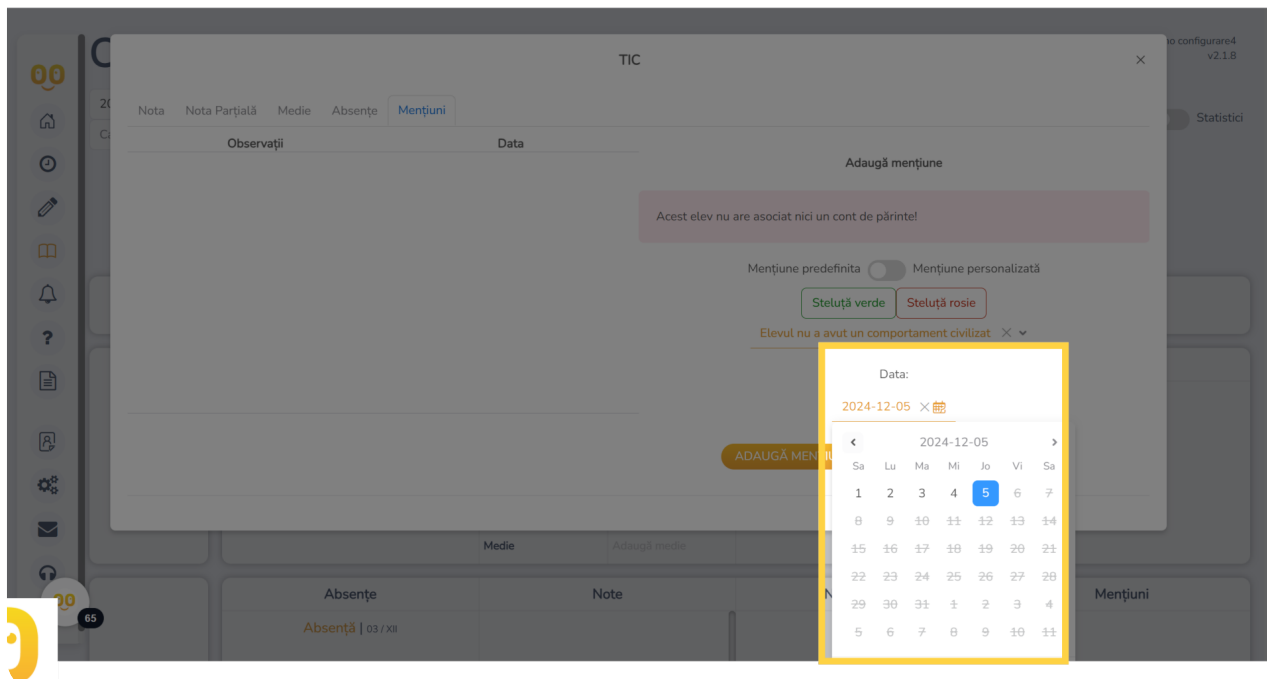 TIC
no configurare4
v2.1.8
20
Nota Nota Parțială Medie Absențe Mențiuni
Statistici
Observații Data
Adaugă mențiune
Acest elev nu are asociat nici un cont de părinte!
Mențiune predefinita Mențiune personalizată
Steluță verde Steluță rosie
Elevul nu a avut un comportament civilizat
Data:
2024-12-05
ADAUGĂ MEN
2024-12-05
Sa Lu Ma Mi Jo Vi Sa
1 2 3 4 5 6 7
8 9 10 11 12 13 14
15 16 17 18 19 20 21
22 23 24 25 26 27 28
29 30 31 1 2 3 4
5 6 7 8 9 10 11
Medie Adaugă medie
Absențe Note N Mențiuni
Absență | 03 / XII
65